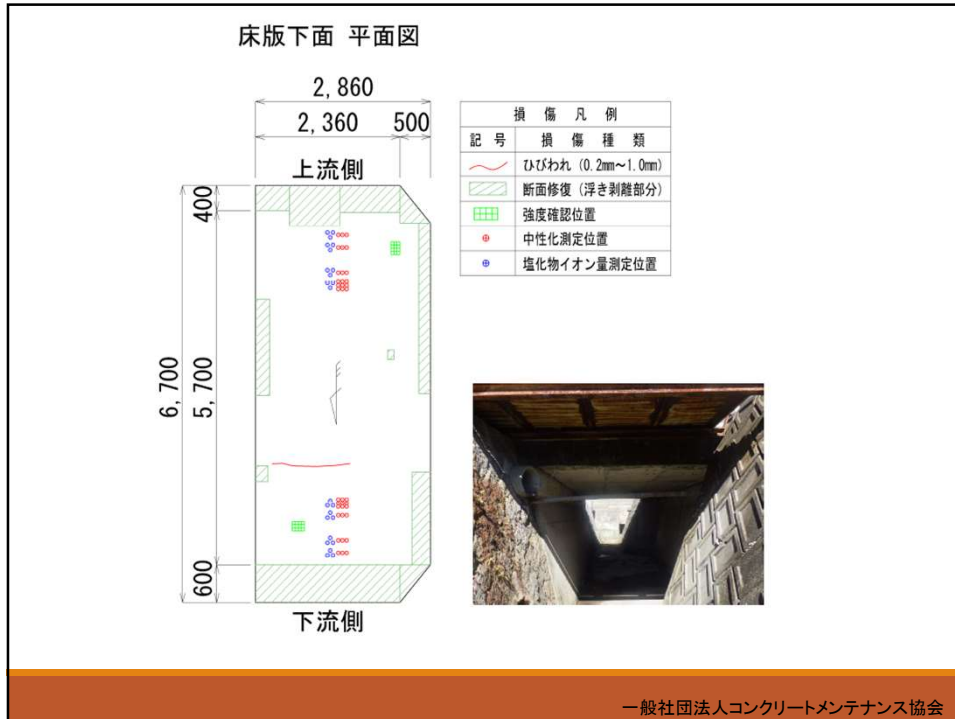 床版下面 平面図
2,860
2,360
500
上流側
400
6,700
5,700
600
下流側
損傷凡例
記号 損傷種類
ひびわれ（0.2mm～1.0mm）
断面修復（浮き剥離部分）
強度確認位置
中性化測定位置
塩化物イオン量測定位置
一般社団法人コンクリートメンテナンス協会